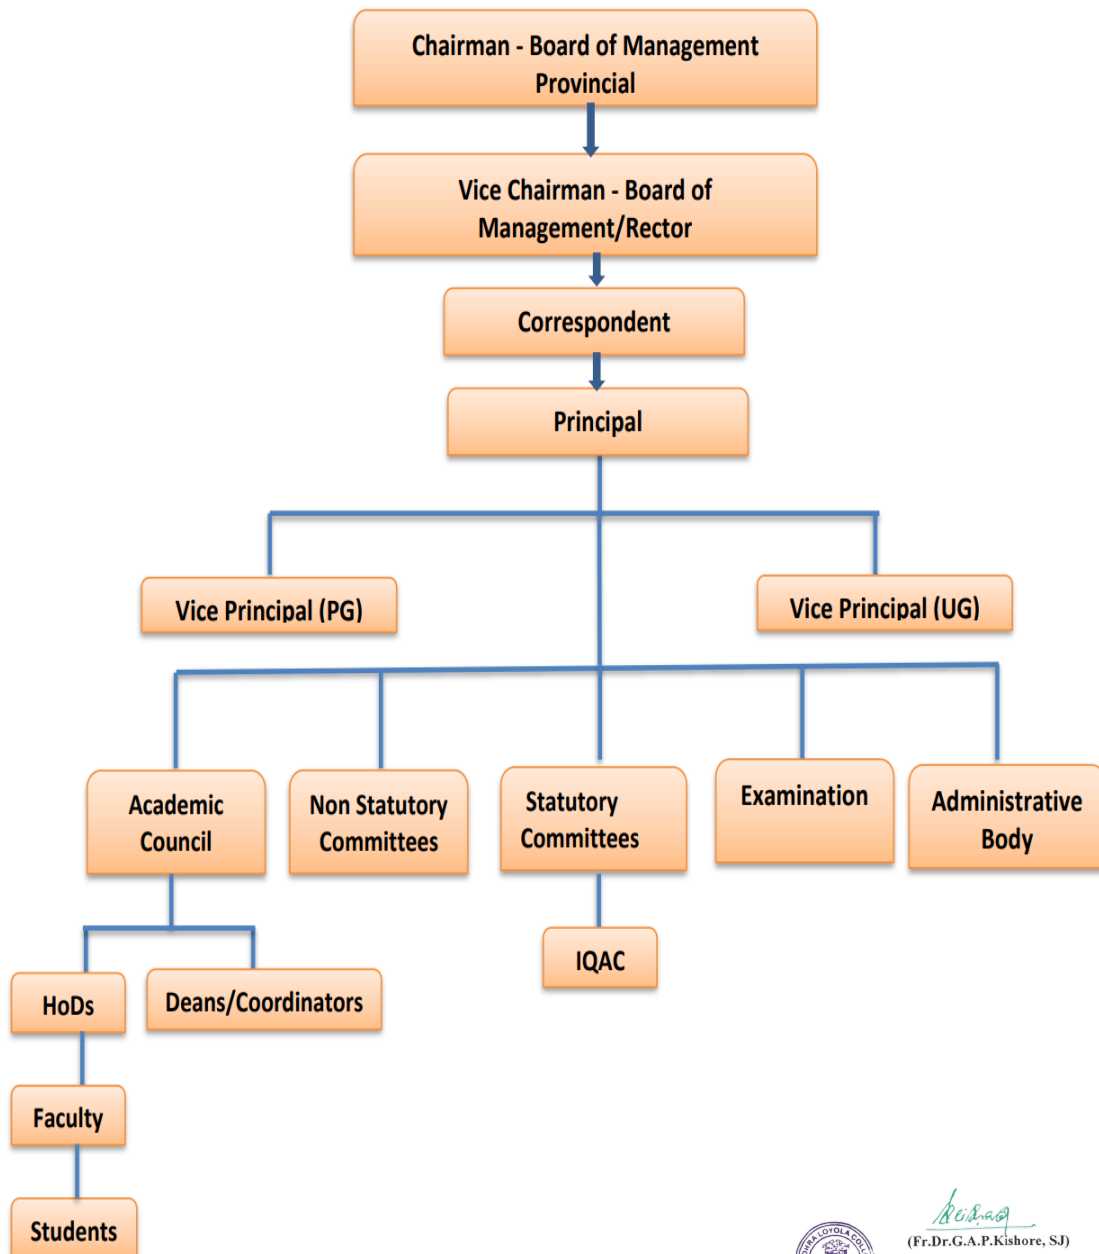 Chairman - Board of Management
Provincial
Vice Chairman - Board of
Management/Rector
Correspondent
Principal
Vice Principal (PG)
Vice Principal (UG)
Academic
Council
Non Statutory
Committees
Statutory
Committees
Examination
Administrative
Body
IQAC
HoDs
Deans/Coordinators
Faculty
Students
(Fr.Dr.G.A.P.Kishore, SJ)
LOYOLA